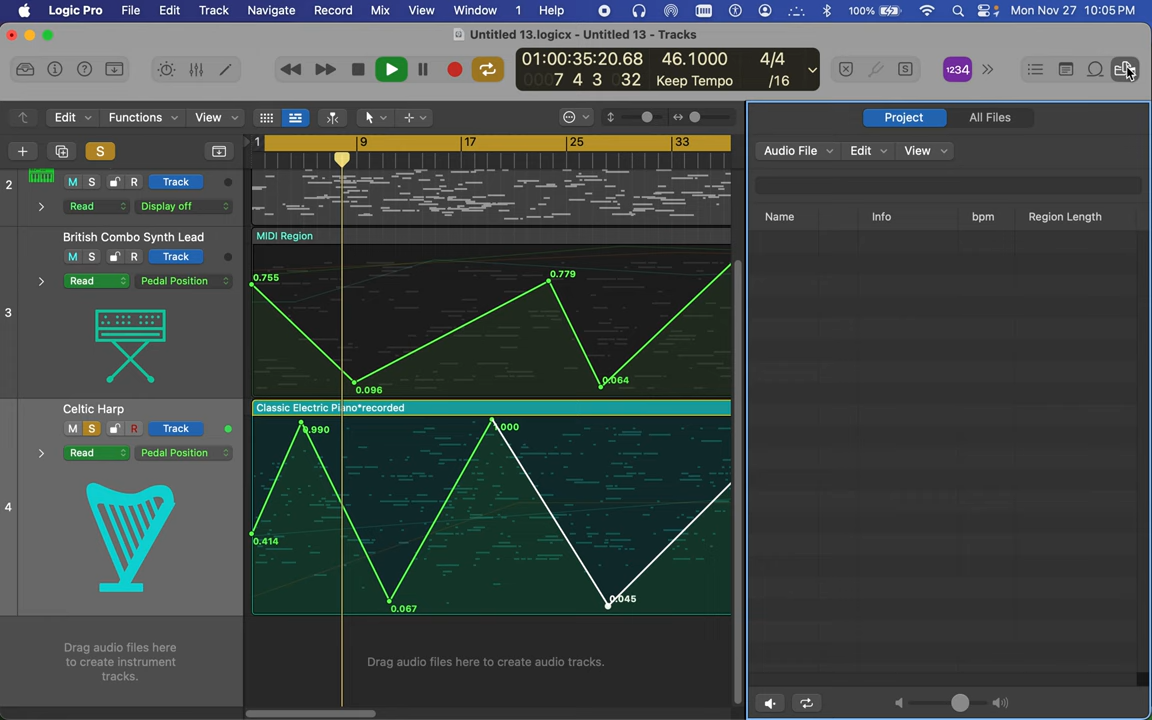 Logic Pro File Edit Track Navigate Record Mix View Window 1 Help 100% Mon Nov 27 10:05 PM
Untitled 13.logicx - Untitled 13 - Tracks
01:00:35:20.68 46.1000 4/4
0007 4 3 032 Keep Tempo /16
1234
Edit Functions View
Project All Files
1 9 17 25 33
S
Audio File Edit View
Name Info bpm Region Length
2
M S R Track
Read Display off
MIDI Region
British Combo Synth Lead
M S R Track
Read Pedal Position
3
0.755 0.096 0.779 0.064
Classic Electric Piano*recorded
Celtic Harp
M S R Track
Read Pedal Position
4
0.414 0.990 0.067 1.000 0.045
Drag audio files here
to create instrument
tracks.
Drag audio files here to create audio tracks.